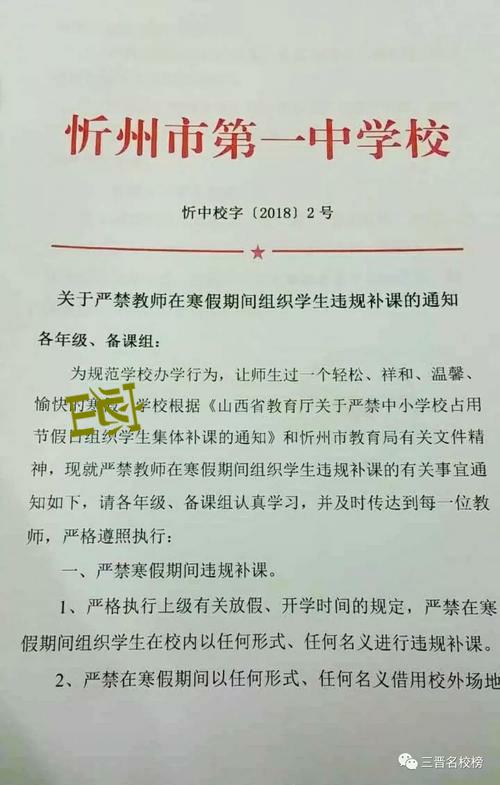 忻州市第一中学校
忻中校字〔2018〕2号
关于严禁教师在寒假期间组织学生违规补课的通知
各年级、备课组：
为规范学校办学行为，让师生过一个轻松、祥和、温馨、
愉快的寒 学校根据《山西省教育厅关于严禁中小学校占用
节假日组织学生集体补课的通知》和忻州市教育局有关文件精
神，现就严禁教师在寒假期间组织学生违规补课的有关事宜通
知如下，请各年级、备课组认真学习，并及时传达到每一位教
师，严格遵照执行：
一、严禁寒假期间违规补课。
1、严格执行上级有关放假、开学时间的规定，严禁在寒
假期间组织学生在校内以任何形式、任何名义进行违规补课。
2、严禁在寒假期间以任何形式、任何名义借用校外场地
三晋名校榜